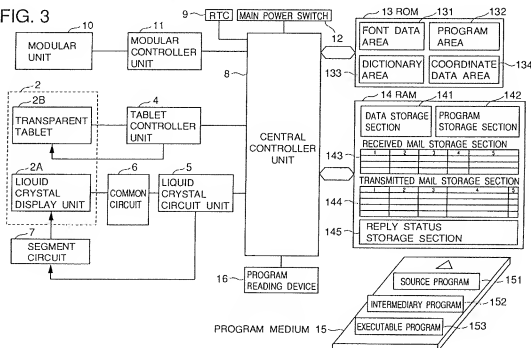 FIG. 3
10
MODULAR UNIT
11
MODULAR CONTROLLER UNIT
9
RTC
MAIN POWER SWITCH
12
8
CENTRAL CONTROLLER UNIT
2
2B
TRANSPARENT TABLET
4
TABLET CONTROLLER UNIT
2A
LIQUID CRYSTAL DISPLAY UNIT
6
COMMON CIRCUIT
5
LIQUID CRYSTAL CIRCUIT UNIT
7
SEGMENT CIRCUIT
16
PROGRAM READING DEVICE
13 ROM
131
132
FONT DATA AREA
PROGRAM AREA
133
DICTIONARY AREA
COORDINATE DATA AREA
134
14 RAM
141
142
DATA STORAGE SECTION
PROGRAM STORAGE SECTION
RECEIVED MAIL STORAGE SECTION
143
1 2 3 4 5
TRANSMITTED MAIL STORAGE SECTION
144
1 2 3 4 5
145
REPLY STATUS STORAGE SECTION
SOURCE PROGRAM
151
INTERMEDIARY PROGRAM
152
EXECUTABLE PROGRAM
153
PROGRAM MEDIUM 15